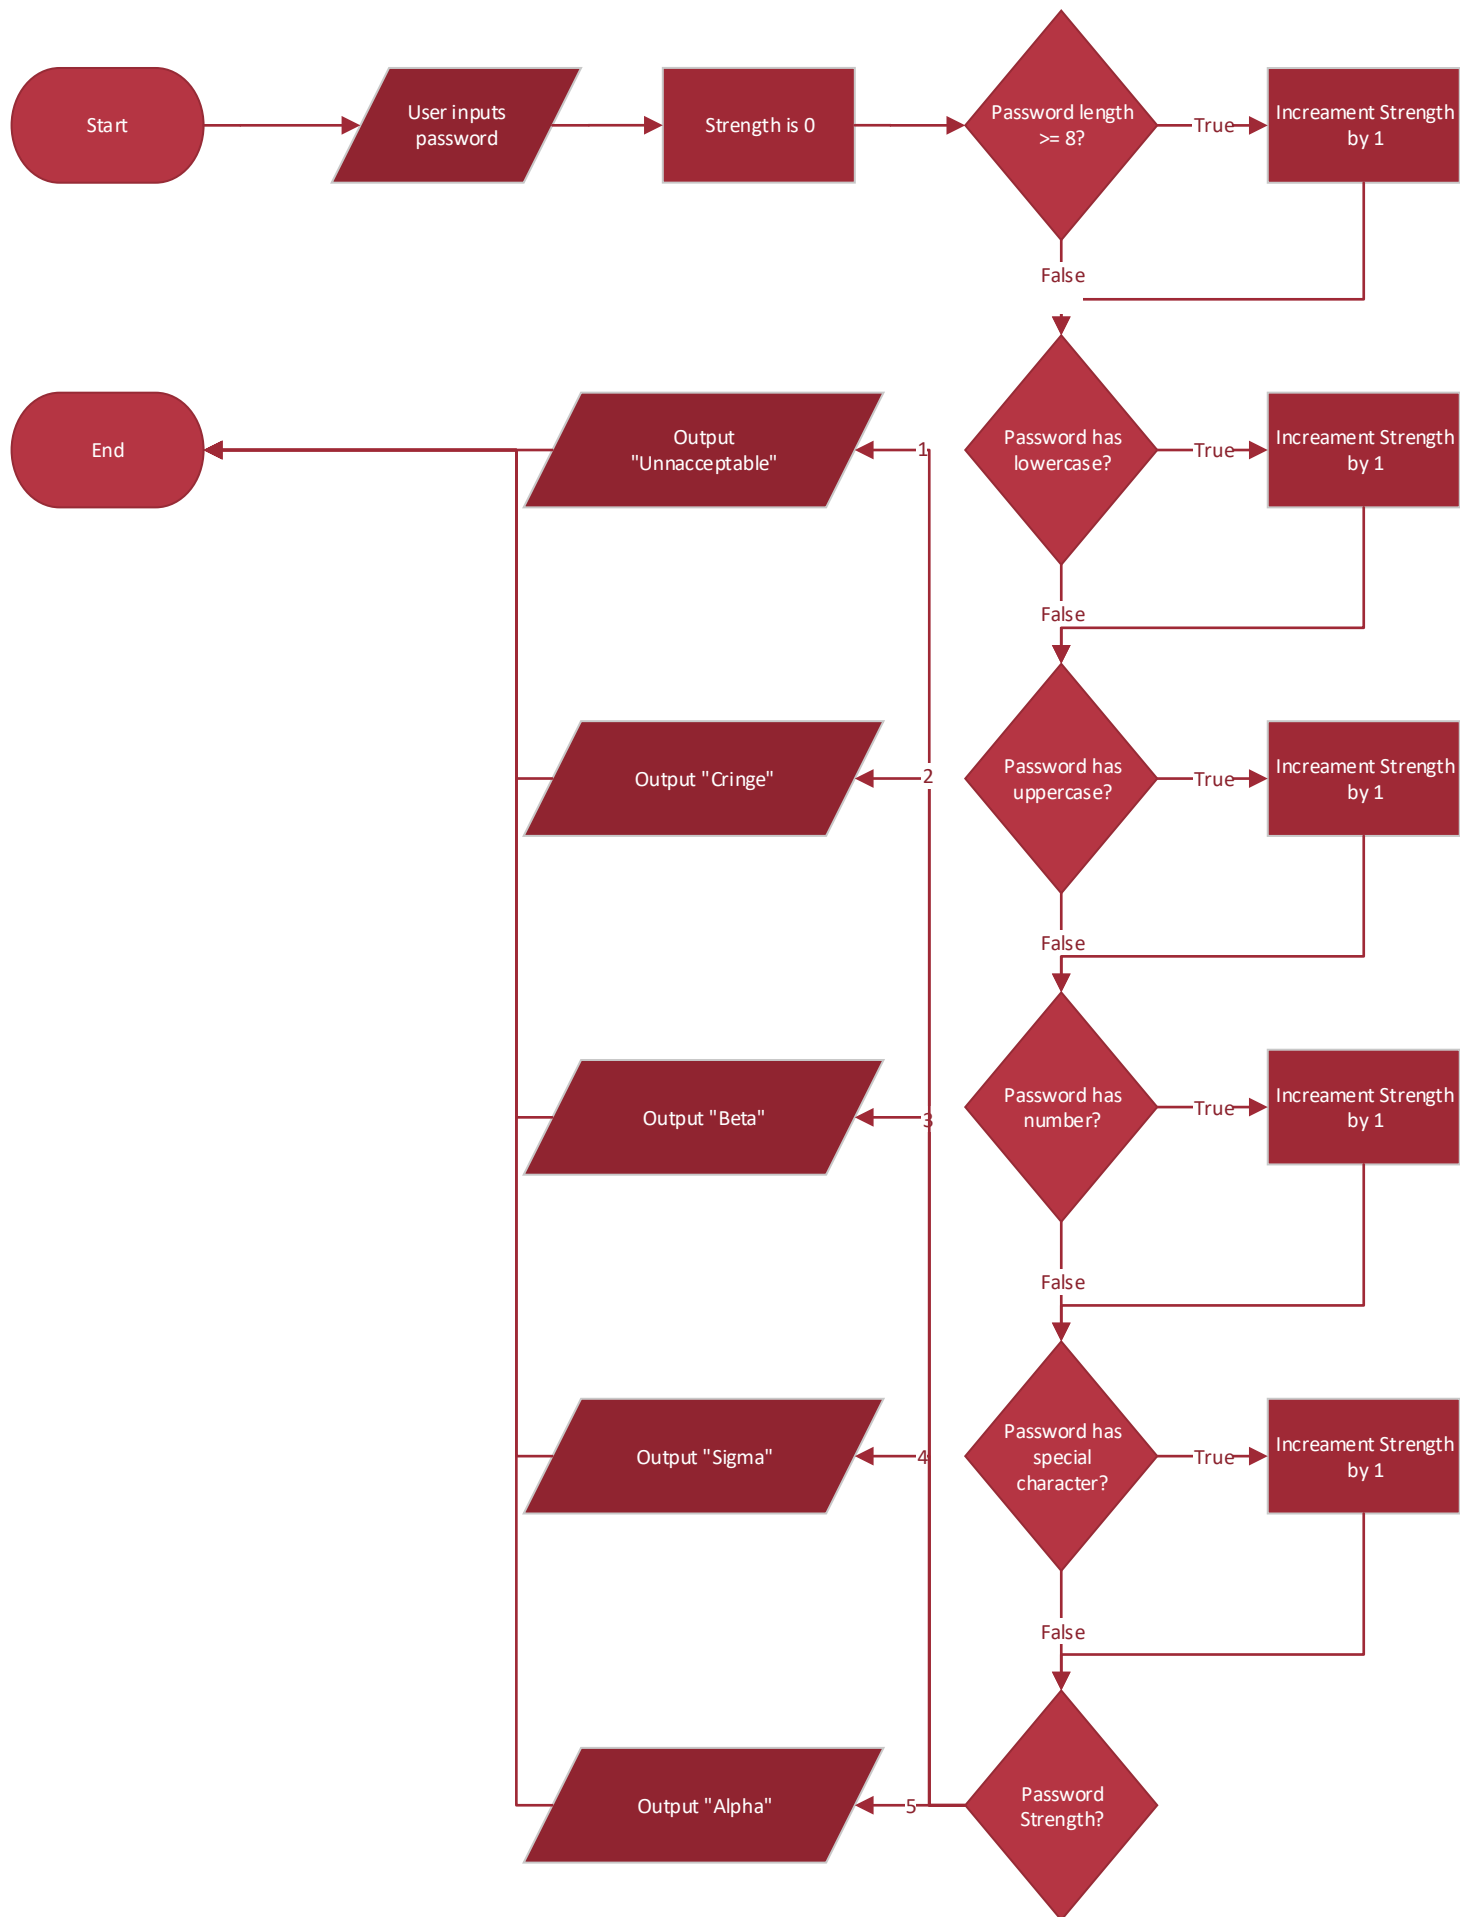 Start
User inputs
password
Strength is 0
Password length
>= 8?
True
Increament Strength
by 1
False
End
Output
"Unnacceptable"
1
Password has
lowercase?
True
Increament Strength
by 1
False
Output "Cringe"
2
Password has
uppercase?
True
Increament Strength
by 1
False
Output "Beta"
3
Password has
number?
True
Increament Strength
by 1
False
Output "Sigma"
4
Password has
special
character?
True
Increament Strength
by 1
False
Output "Alpha"
5
Password
Strength?